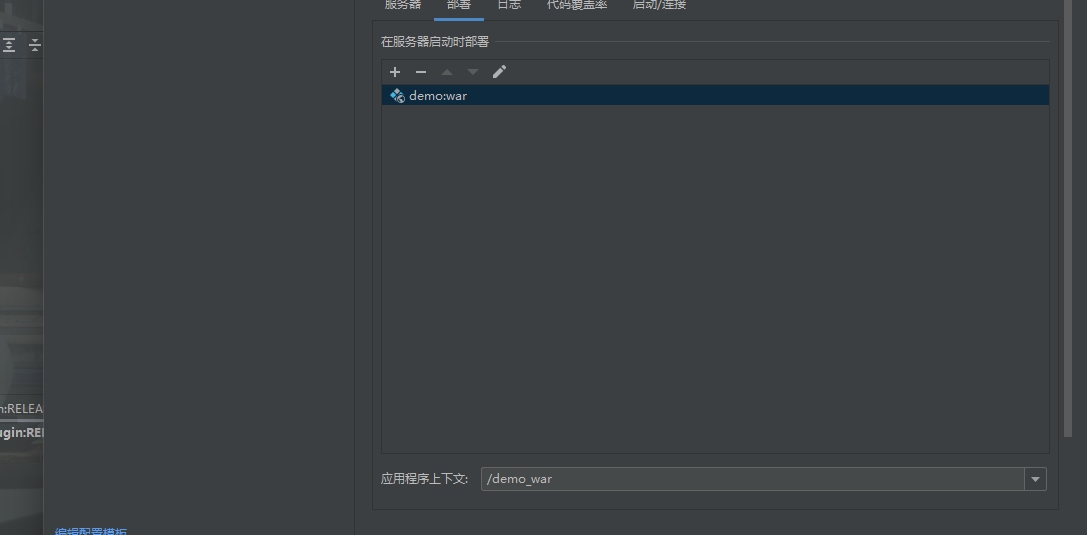 服务器 部署 日志 代码覆盖率 启动/连接
在服务器启动时部署
demo:war
n:RELEA
ugin:REI
应用程序上下文: /demo_war
编辑配置模板